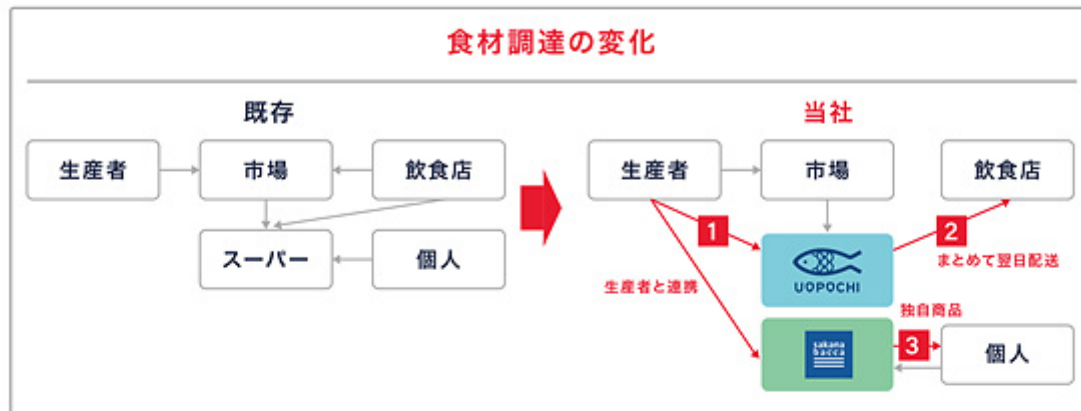 食材調達の変化
既存
当社
生産者
市場
飲食店
スーパー
個人
生産者
市場
飲食店
1
2
まとめて翌日配送
UOPOCHI
生産者と連携
独自商品
sakana
bacca
3
個人